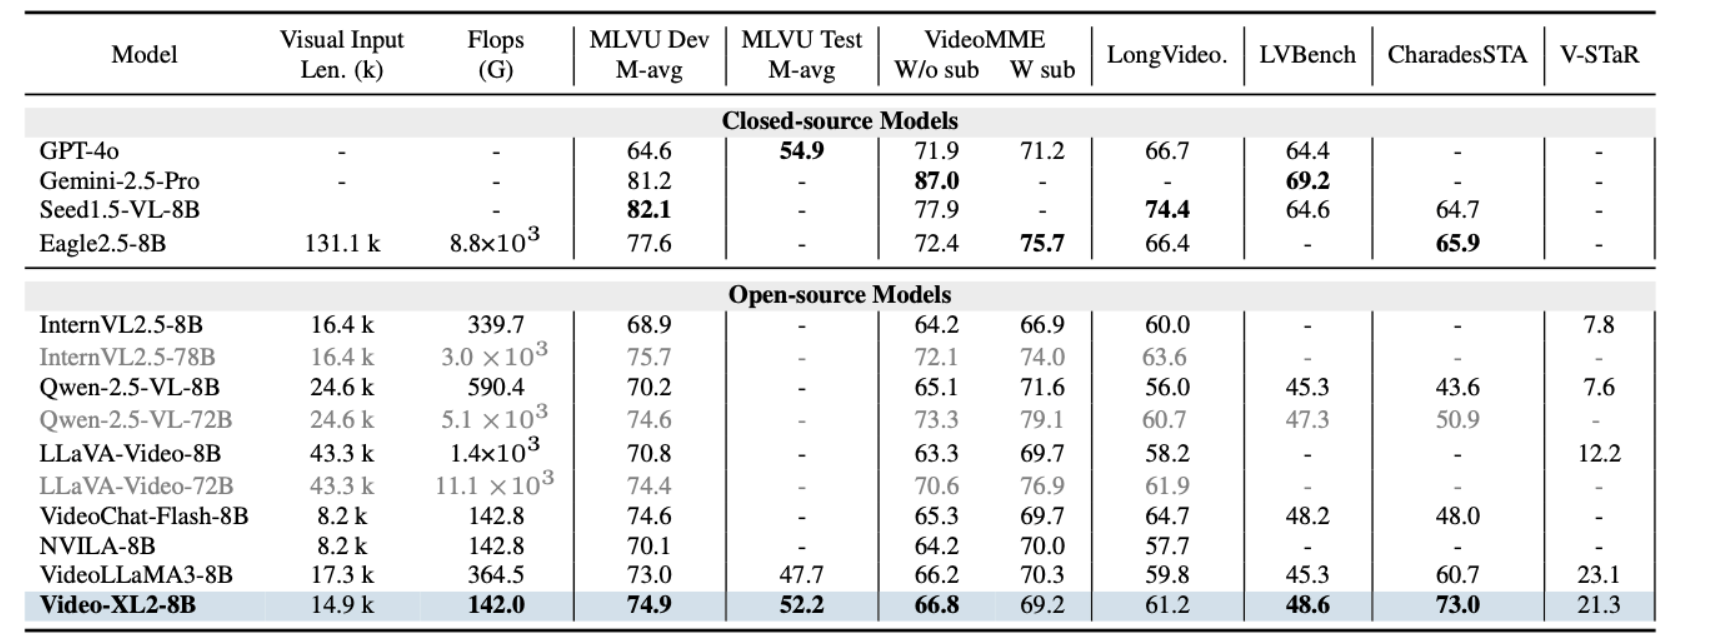 Model Visual Input Len. (k) Flops (G) MLVU Dev M-avg MLVU Test M-avg VideoMME W/o sub W sub LongVideo. LVBench CharadesSTA V-STaR
Closed-source Models
GPT-4o - - 64.6 54.9 71.9 71.2 66.7 64.4 - -
Gemini-2.5-Pro - - 81.2 - 87.0 - - 69.2 - -
Seed1.5-VL-8B - 82.1 - 77.9 - 74.4 64.6 64.7 -
Eagle2.5-8B 131.1 k 8.8×10³ 77.6 - 72.4 75.7 66.4 - 65.9 -
Open-source Models
InternVL2.5-8B 16.4 k 339.7 68.9 - 64.2 66.9 60.0 - - 7.8
InternVL2.5-78B 16.4 k 3.0 ×10³ 75.7 - 72.1 74.0 63.6 - - -
Qwen-2.5-VL-8B 24.6 k 590.4 70.2 - 65.1 71.6 56.0 45.3 43.6 7.6
Qwen-2.5-VL-72B 24.6 k 5.1 ×10³ 74.6 - 73.3 79.1 60.7 47.3 50.9 -
LLaVA-Video-8B 43.3 k 1.4×10³ 70.8 - 63.3 69.7 58.2 - - 12.2
LLaVA-Video-72B 43.3 k 11.1 ×10³ 74.4 - 70.6 76.9 61.9 - - -
VideoChat-Flash-8B 8.2 k 142.8 74.6 - 65.3 69.7 64.7 48.2 48.0 -
NVILA-8B 8.2 k 142.8 70.1 - 64.2 70.0 57.7 - - -
VideoLLaMA3-8B 17.3 k 364.5 73.0 47.7 66.2 70.3 59.8 45.3 60.7 23.1
Video-XL2-8B 14.9 k 142.0 74.9 52.2 66.8 69.2 61.2 48.6 73.0 21.3